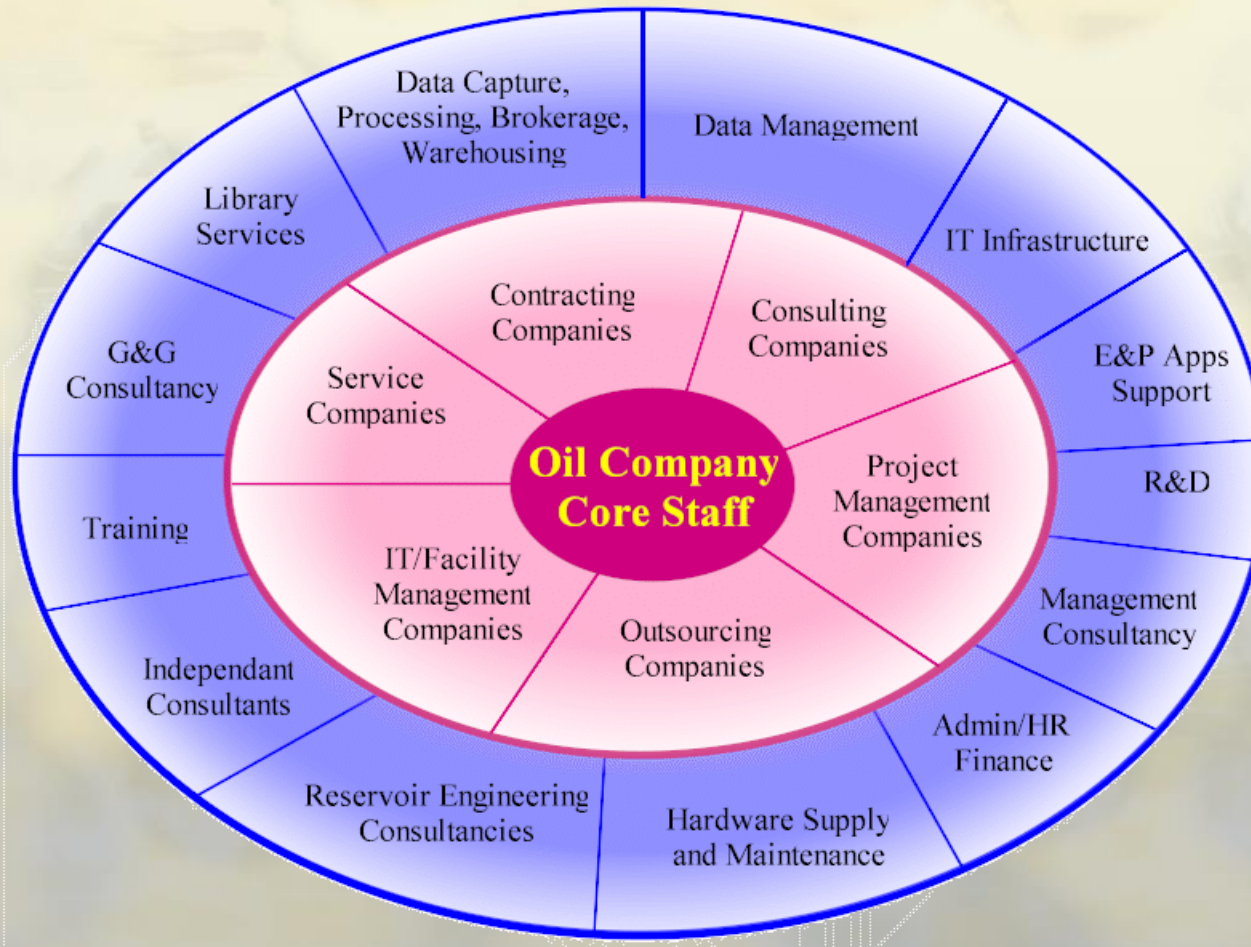 Data Capture,
Processing, Brokerage,
Warehousing
Data Management
Library
Services
IT Infrastructure
Contracting
Companies
Consulting
Companies
G&G
Consultancy
E&P Apps
Support
Service
Companies
Oil Company
Core Staff
Project
Management
Companies
R&D
Training
IT/Facility
Management
Companies
Outsourcing
Companies
Management
Consultancy
Independant
Consultants
Admin/HR
Finance
Reservoir Engineering
Consultancies
Hardware Supply
and Maintenance